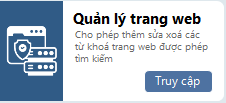 Quản lý trang web
Cho phép thêm sửa xoá các
từ khoá trang web được phép
tìm kiếm
Truy cập